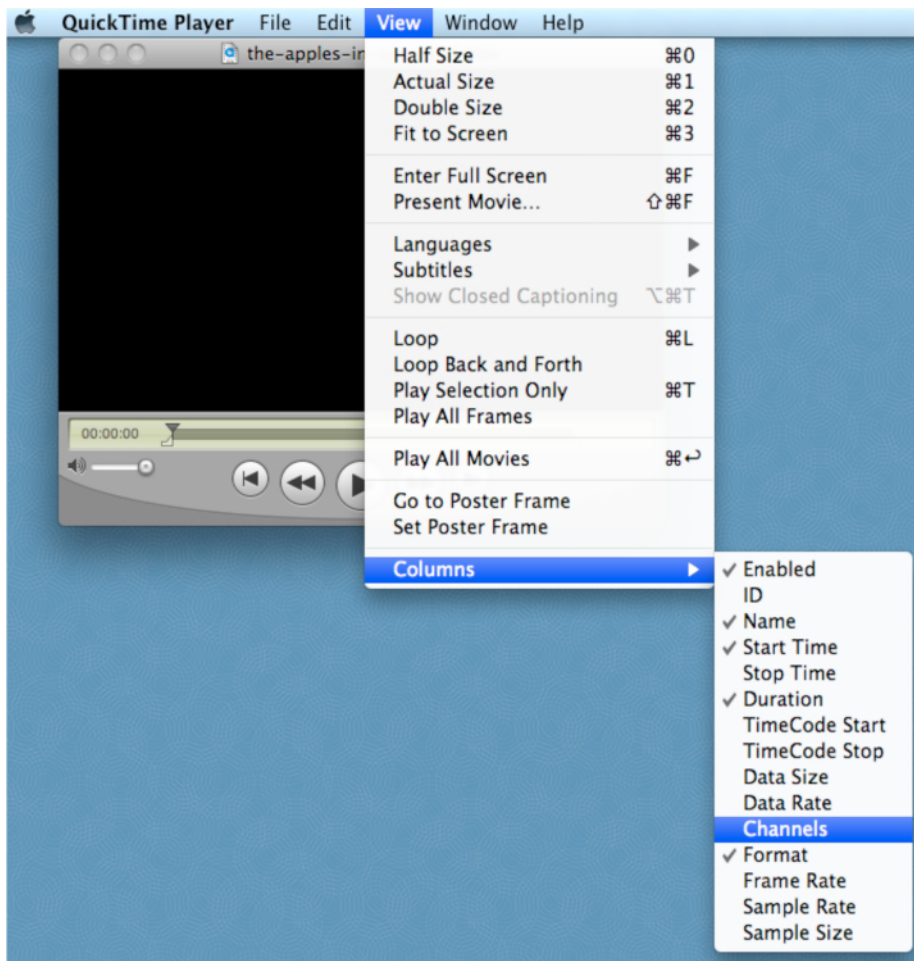 QuickTime Player File Edit View Window Help
the-apples-in
Half Size ⌘0
Actual Size ⌘1
Double Size ⌘2
Fit to Screen ⌘3
Enter Full Screen ⌘F
Present Movie... ⇧⌘F
Languages
Subtitles
Show Closed Captioning ⌥⌘T
Loop ⌘L
Loop Back and Forth
Play Selection Only ⌘T
Play All Frames
00:00:00
Play All Movies ⌘↩
Go to Poster Frame
Set Poster Frame
Columns
Enabled
ID
Name
Start Time
Stop Time
Duration
TimeCode Start
TimeCode Stop
Data Size
Data Rate
Channels
Format
Frame Rate
Sample Rate
Sample Size